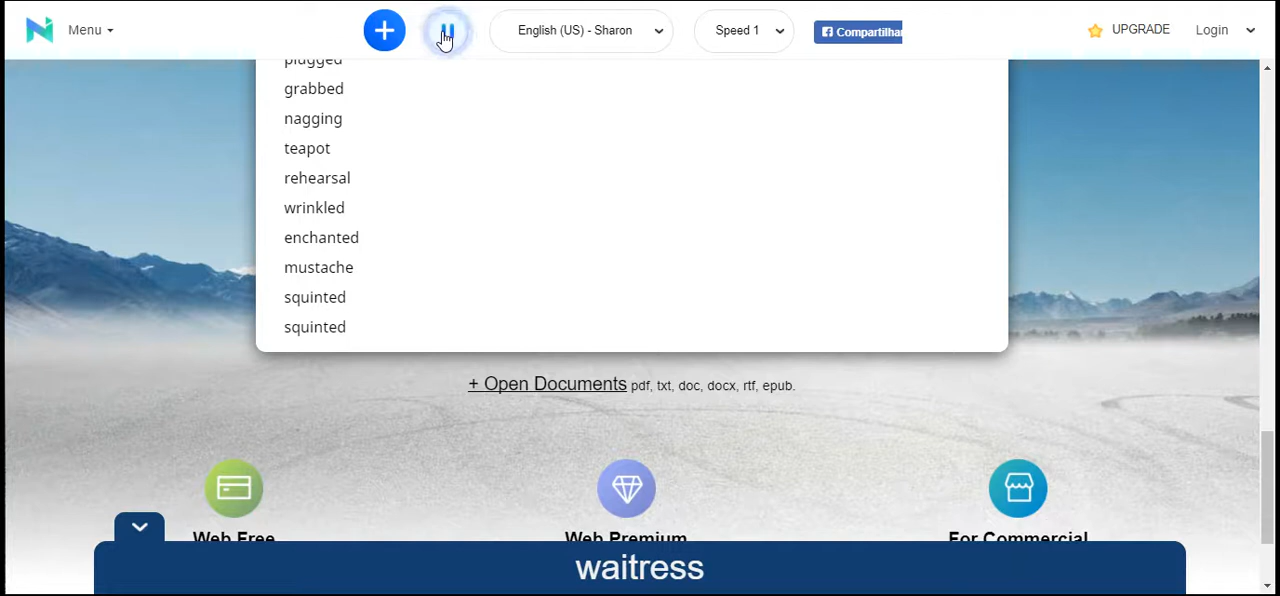 Menu
English (US) - Sharon
Speed 1
Compartilhar
UPGRADE
Login
plugged
grabbed
nagging
teapot
rehearsal
wrinkled
enchanted
mustache
squinted
squinted
+ Open Documents pdf, txt, doc, docx, rtf, epub.
Web Free
Web Premium
For Commercial
waitress